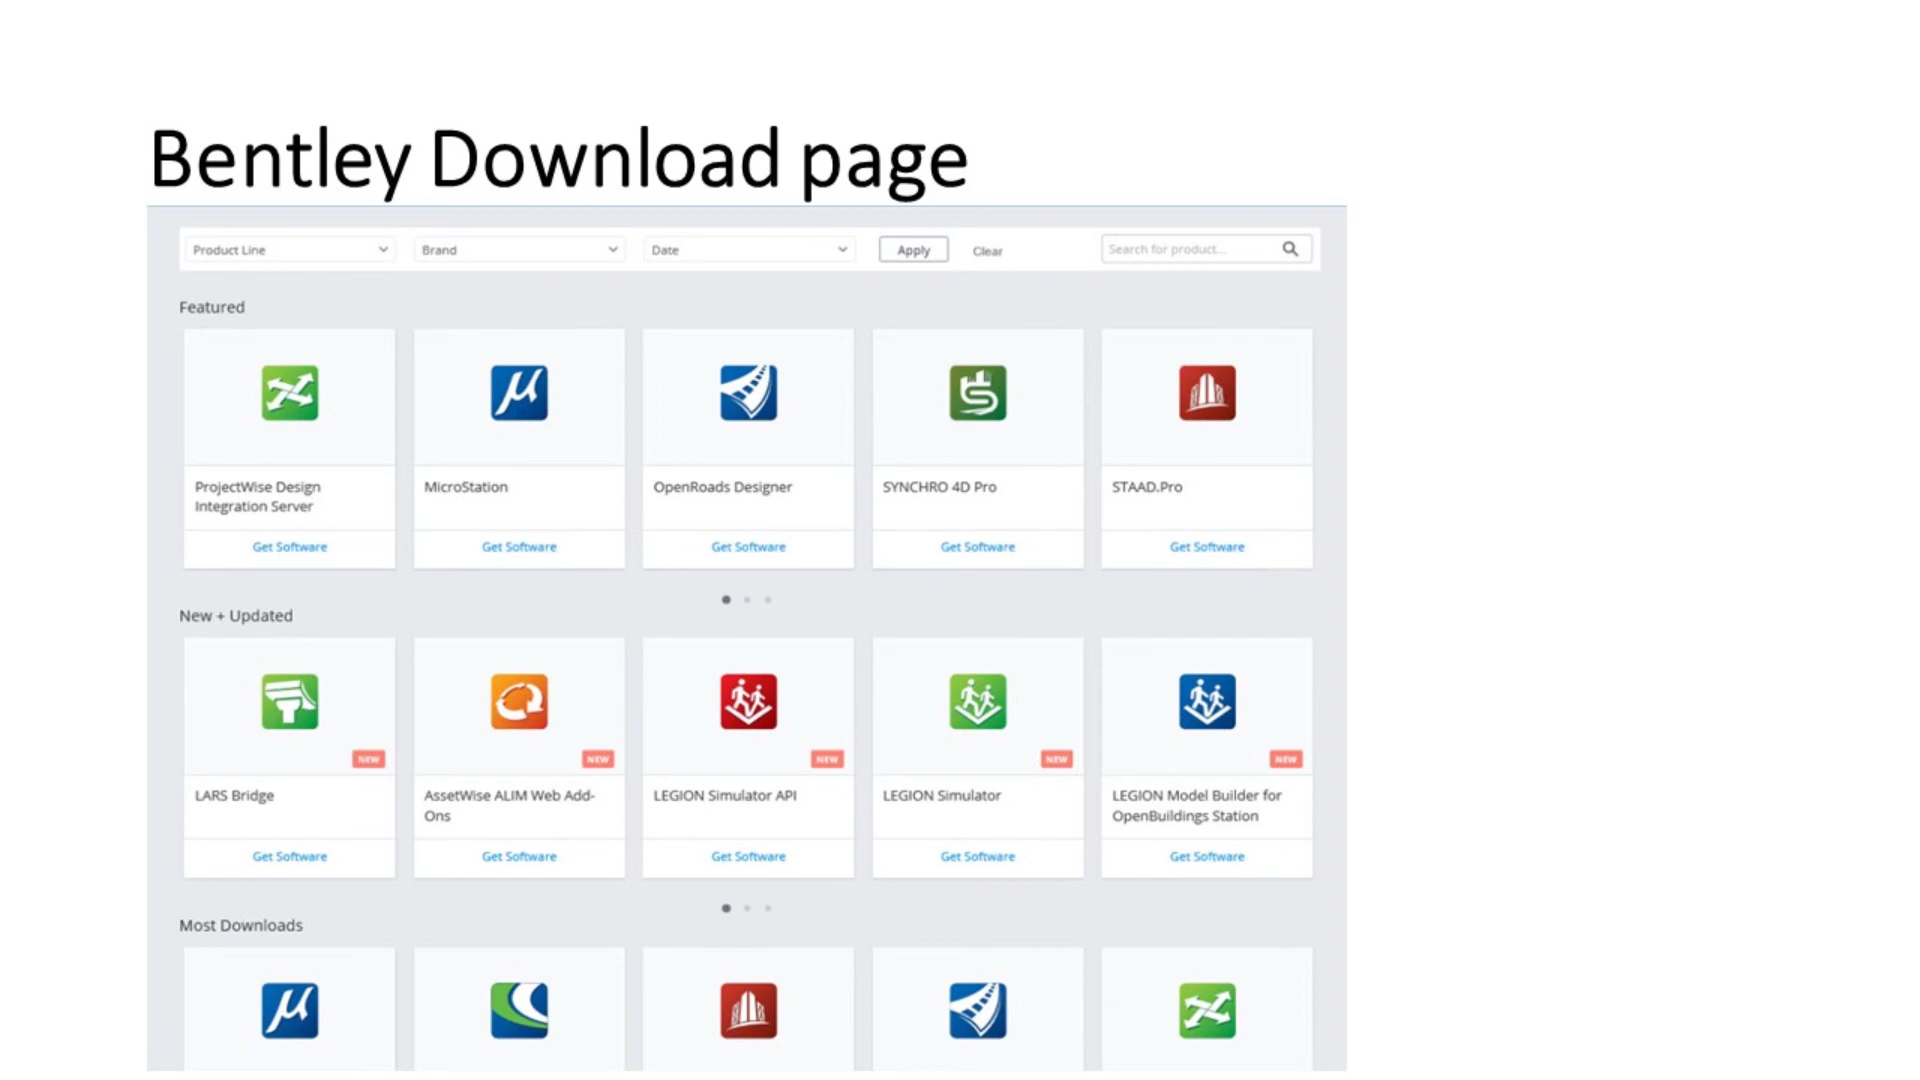 Bentley Download page
Product Line Brand Date Apply Clear Search for product...
Featured
ProjectWise Design
Integration Server
MicroStation
OpenRoads Designer
SYNCHRO 4D Pro
STAAD.Pro
Get Software Get Software Get Software Get Software Get Software
New + Updated
NEW NEW NEW NEW NEW
LARS Bridge
AssetWise ALIM Web Add-
Ons
LEGION Simulator API
LEGION Simulator
LEGION Model Builder for
OpenBuildings Station
Get Software Get Software Get Software Get Software Get Software
Most Downloads